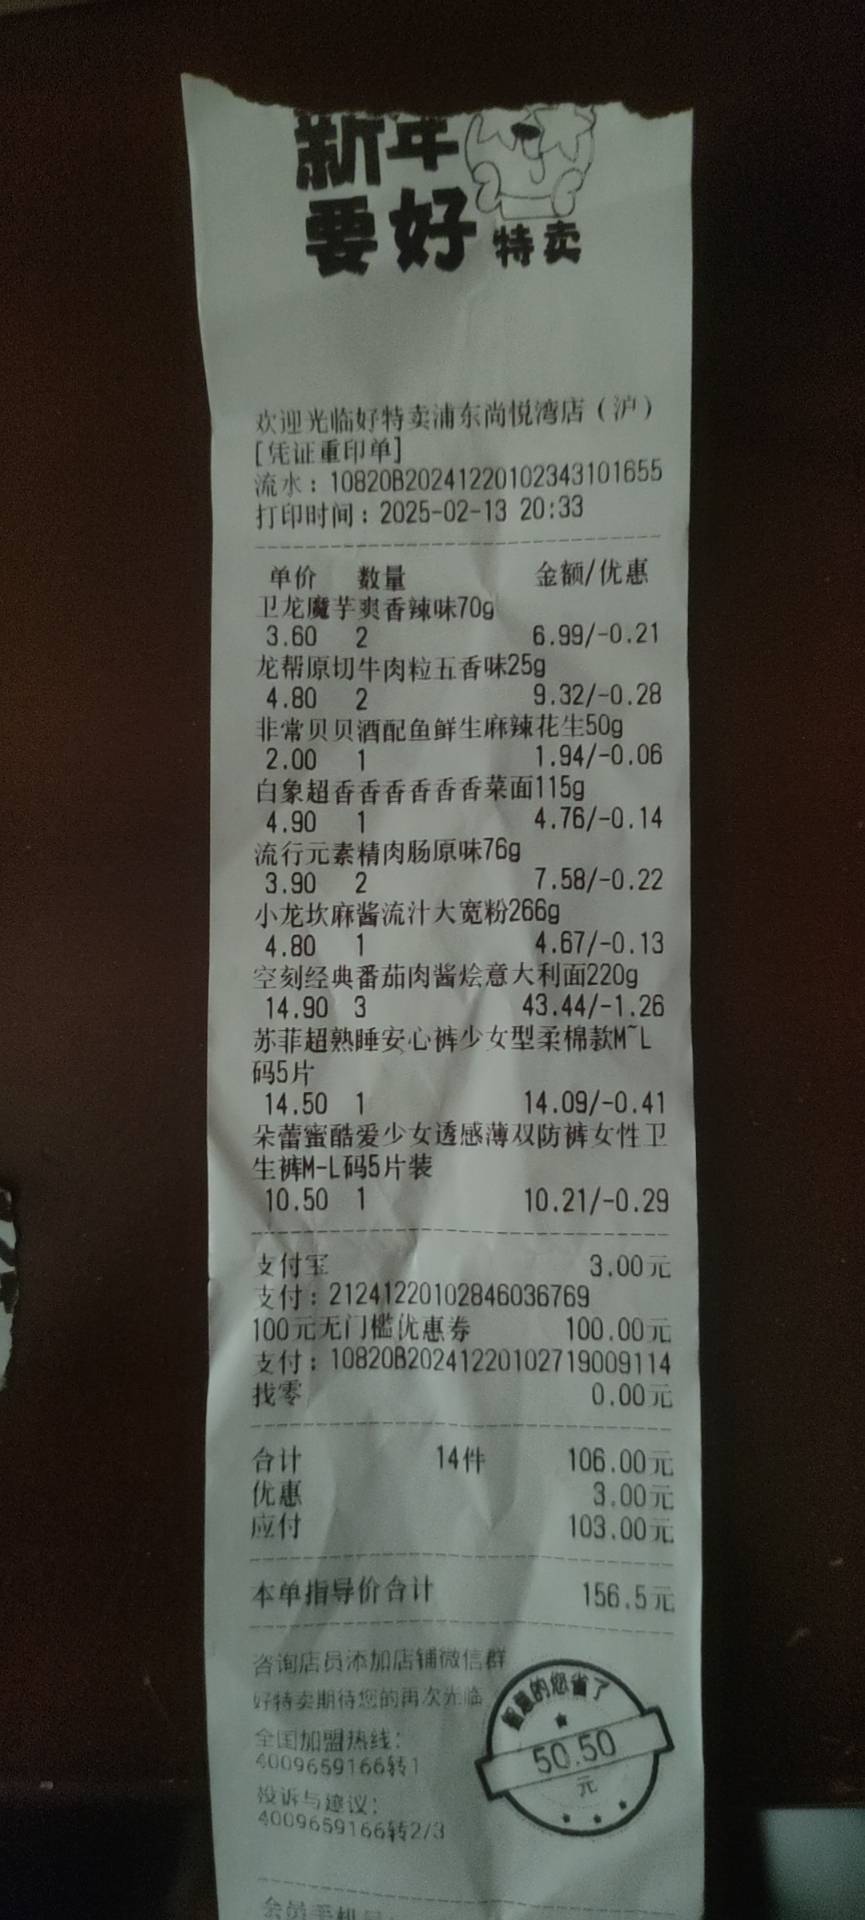 新年
要好特卖
欢迎光临好特卖浦东尚悦湾店（沪）
[凭证重印单]
流水：10820B20241220102343101655
打印时间：2025-02-13 20:33
单价 数量 金额/优惠
卫龙魔芋爽香辣味70g
3.60 2 6.99/-0.21
龙帮原切牛肉粒五香味25g
4.80 2 9.32/-0.28
非常贝贝酒配鱼鲜生麻辣花生50g
2.00 1 1.94/-0.06
白象超香香香香香香菜面115g
4.90 1 4.76/-0.14
流行元素精肉肠原味76g
3.90 2 7.58/-0.22
小龙坎麻酱流汁大宽粉266g
4.80 1 4.67/-0.13
空刻经典番茄肉酱烩意大利面220g
14.90 3 43.44/-1.26
苏菲超熟睡安心裤少女型柔棉款M~L
码5片
14.50 1 14.09/-0.41
朵蕾蜜酷爱少女透感薄双防裤女性卫
生裤M-L码5片装
10.50 1 10.21/-0.29
支付宝 3.00元
支付：21241220102846036769
100元无门槛优惠券 100.00元
支付：10820B20241220102719009114
找零 0.00元
合计 14件 106.00元
优惠 3.00元
应付 103.00元
本单指导价合计 156.5元
咨询店员添加店铺微信群
好特卖期待您的再次光临
全国加盟热线：
4009659166转1
投诉与建议：
4009659166转2/3
智慧的您省了
50.50
元
会员手机号